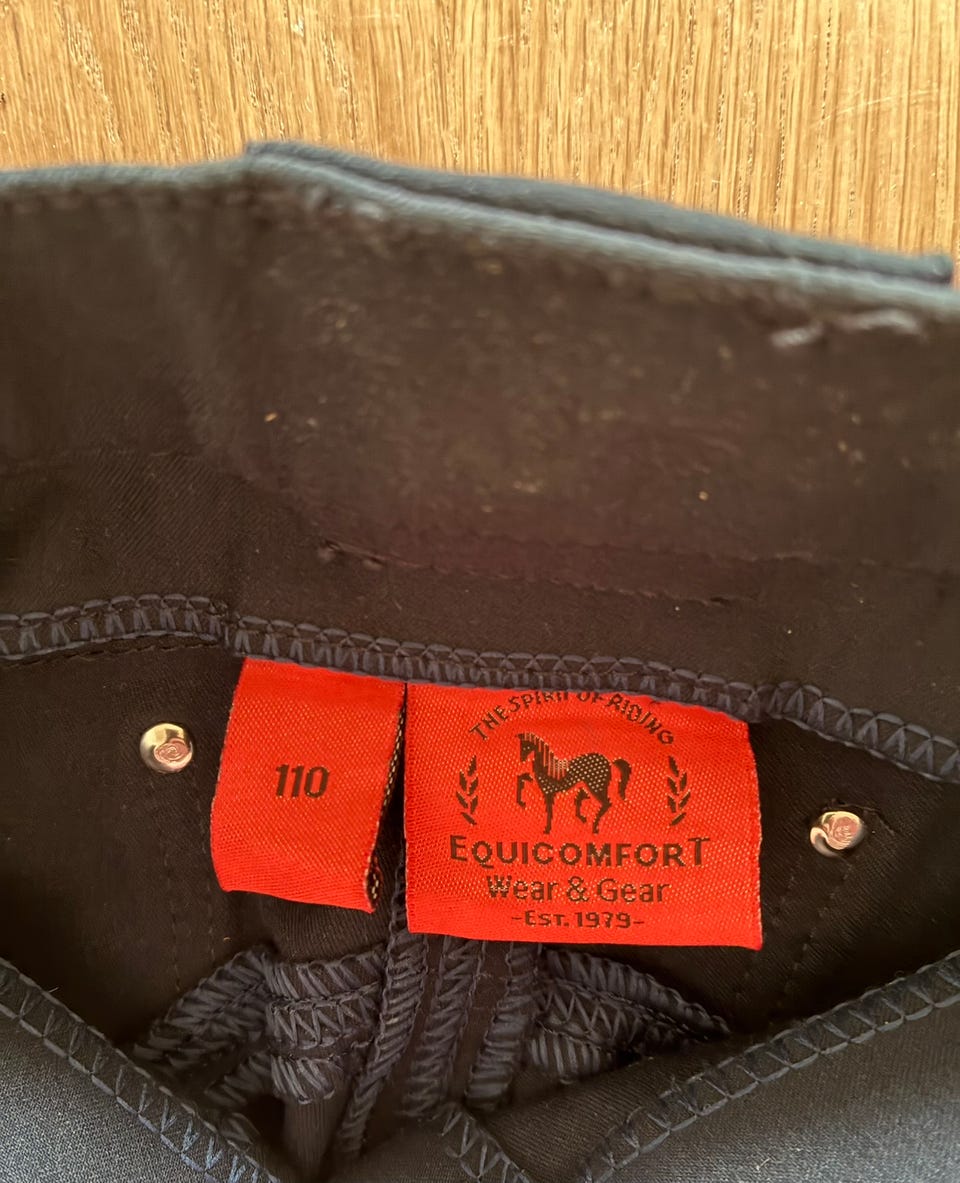 110
THE SPIRIT OF RIDING
EQUICOMFORT
Wear & Gear
-EST. 1979-